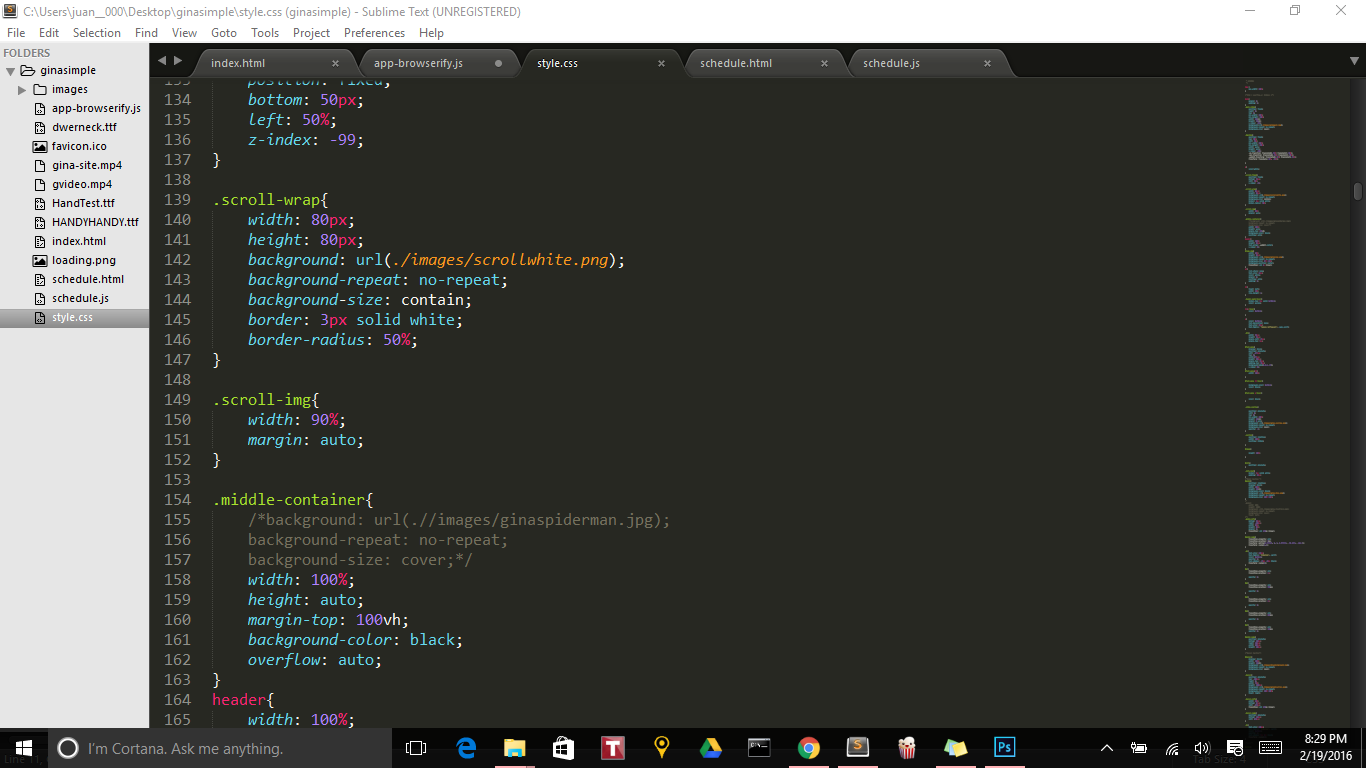 C:\Users\juan__000\Desktop\ginasimple\style.css (ginasimple) - Sublime Text (UNREGISTERED)
File Edit Selection Find View Goto Tools Project Preferences Help
FOLDERS
ginasimple
images
app-browserify.js
dwerneck.ttf
favicon.ico
gina-site.mp4
gvideo.mp4
HandTest.ttf
HANDYHANDY.ttf
index.html
loading.png
schedule.html
schedule.js
style.css
index.html × app-browserify.js style.css × schedule.html × schedule.js ×
133 position: fixed;
134 bottom: 50px;
135 left: 50%;
136 z-index: -99;
137 }
138
139 .scroll-wrap{
140 width: 80px;
141 height: 80px;
142 background: url(./images/scrollwhite.png);
143 background-repeat: no-repeat;
144 background-size: contain;
145 border: 3px solid white;
146 border-radius: 50%;
147 }
148
149 .scroll-img{
150 width: 90%;
151 margin: auto;
152 }
153
154 .middle-container{
155 /*background: url(.//images/ginaspiderman.jpg);
156 background-repeat: no-repeat;
157 background-size: cover;*/
158 width: 100%;
159 height: auto;
160 margin-top: 100vh;
161 background-color: black;
162 overflow: auto;
163 }
164 header{
165 width: 100%;
I'm Cortana. Ask me anything.
T
Ps
8:29 PM
2/19/2016
Tab Size: 4